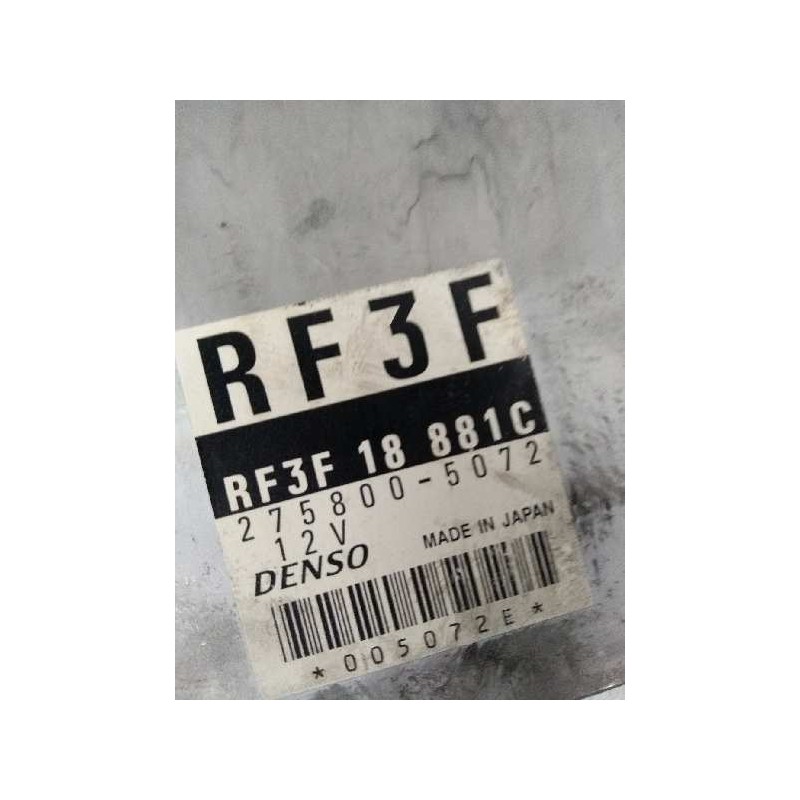 RF3F
RF3F 18 881C
275800-5072
12V
DENSO MADE IN JAPAN
*005072E*